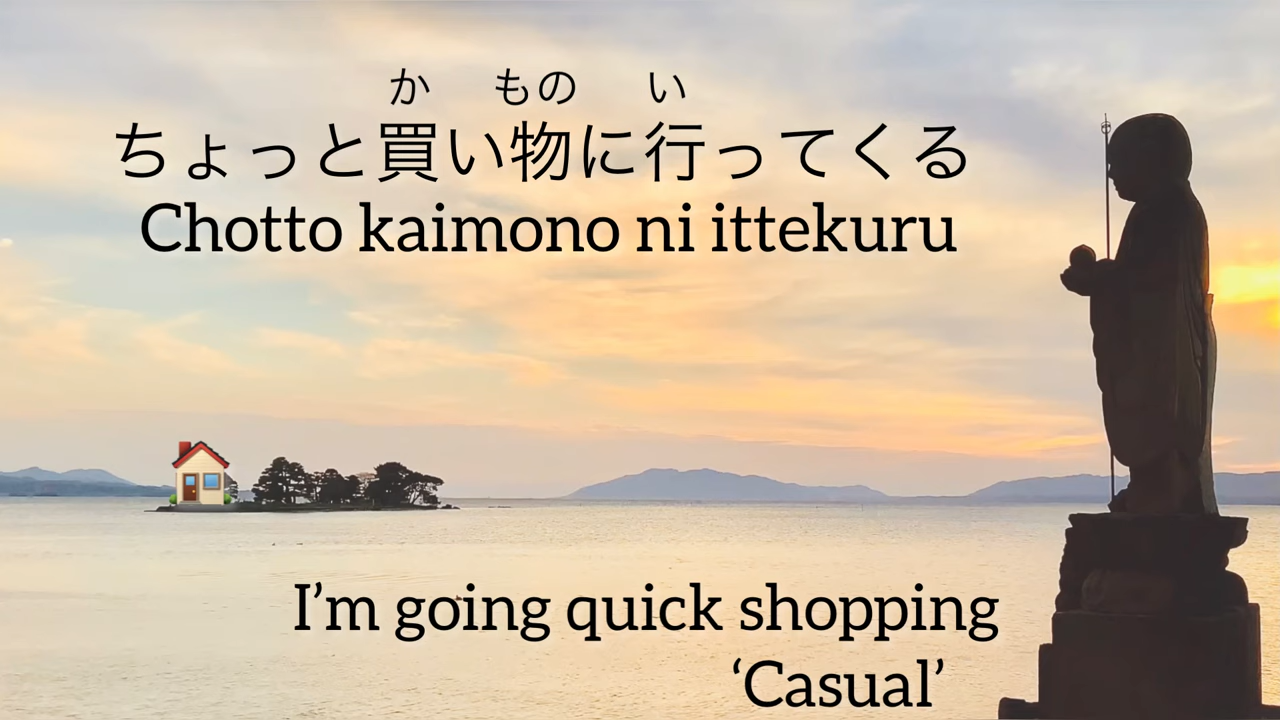 か もの い
ちょっと買い物に行ってくる
Chotto kaimono ni ittekuru
I’m going quick shopping
‘Casual’